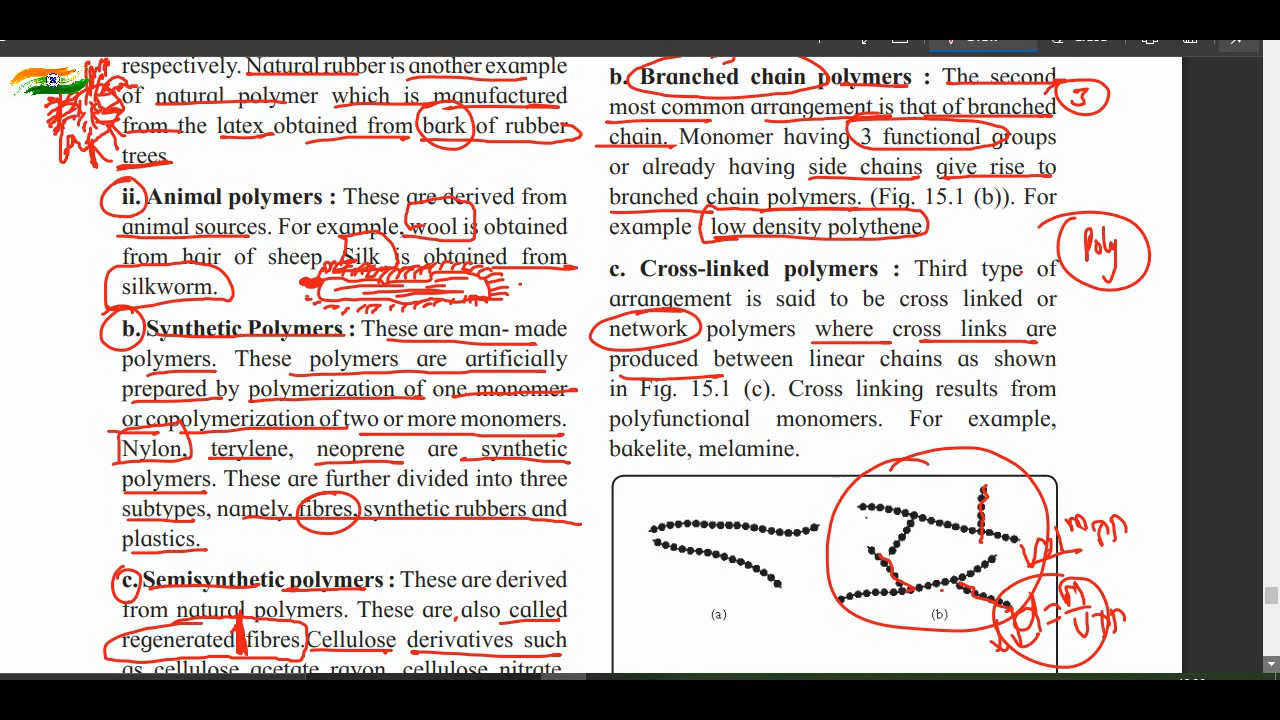 respectively. Natural rubber is another example
of natural polymer which is manufactured
from the latex obtained from bark of rubber
trees
ii. Animal polymers : These are derived from
animal sources. For example, wool is obtained
from hair of sheep. Silk is obtained from
silkworm.
b. Synthetic Polymers : These are man- made
polymers. These polymers are artificially
prepared by polymerization of one monomer
or copolymerization of two or more monomers.
Nylon, terylene, neoprene are synthetic
polymers. These are further divided into three
subtypes, namely, fibres, synthetic rubbers and
plastics.
c. Semisynthetic polymers : These are derived
from natural polymers. These are also called
regenerated fibres. Cellulose derivatives such
as cellulose acetate rayon, cellulose nitrate,
b. Branched chain polymers : The second
most common arrangement is that of branched
chain. Monomer having 3 functional groups
or already having side chains give rise to
branched chain polymers. (Fig. 15.1 (b)). For
example low density polythene
3
c. Cross-linked polymers : Third type of
arrangement is said to be cross linked or
network polymers where cross links are
produced between linear chains as shown
in Fig. 15.1 (c). Cross linking results from
polyfunctional monomers. For example,
bakelite, melamine.
Poly
(a)
(b)